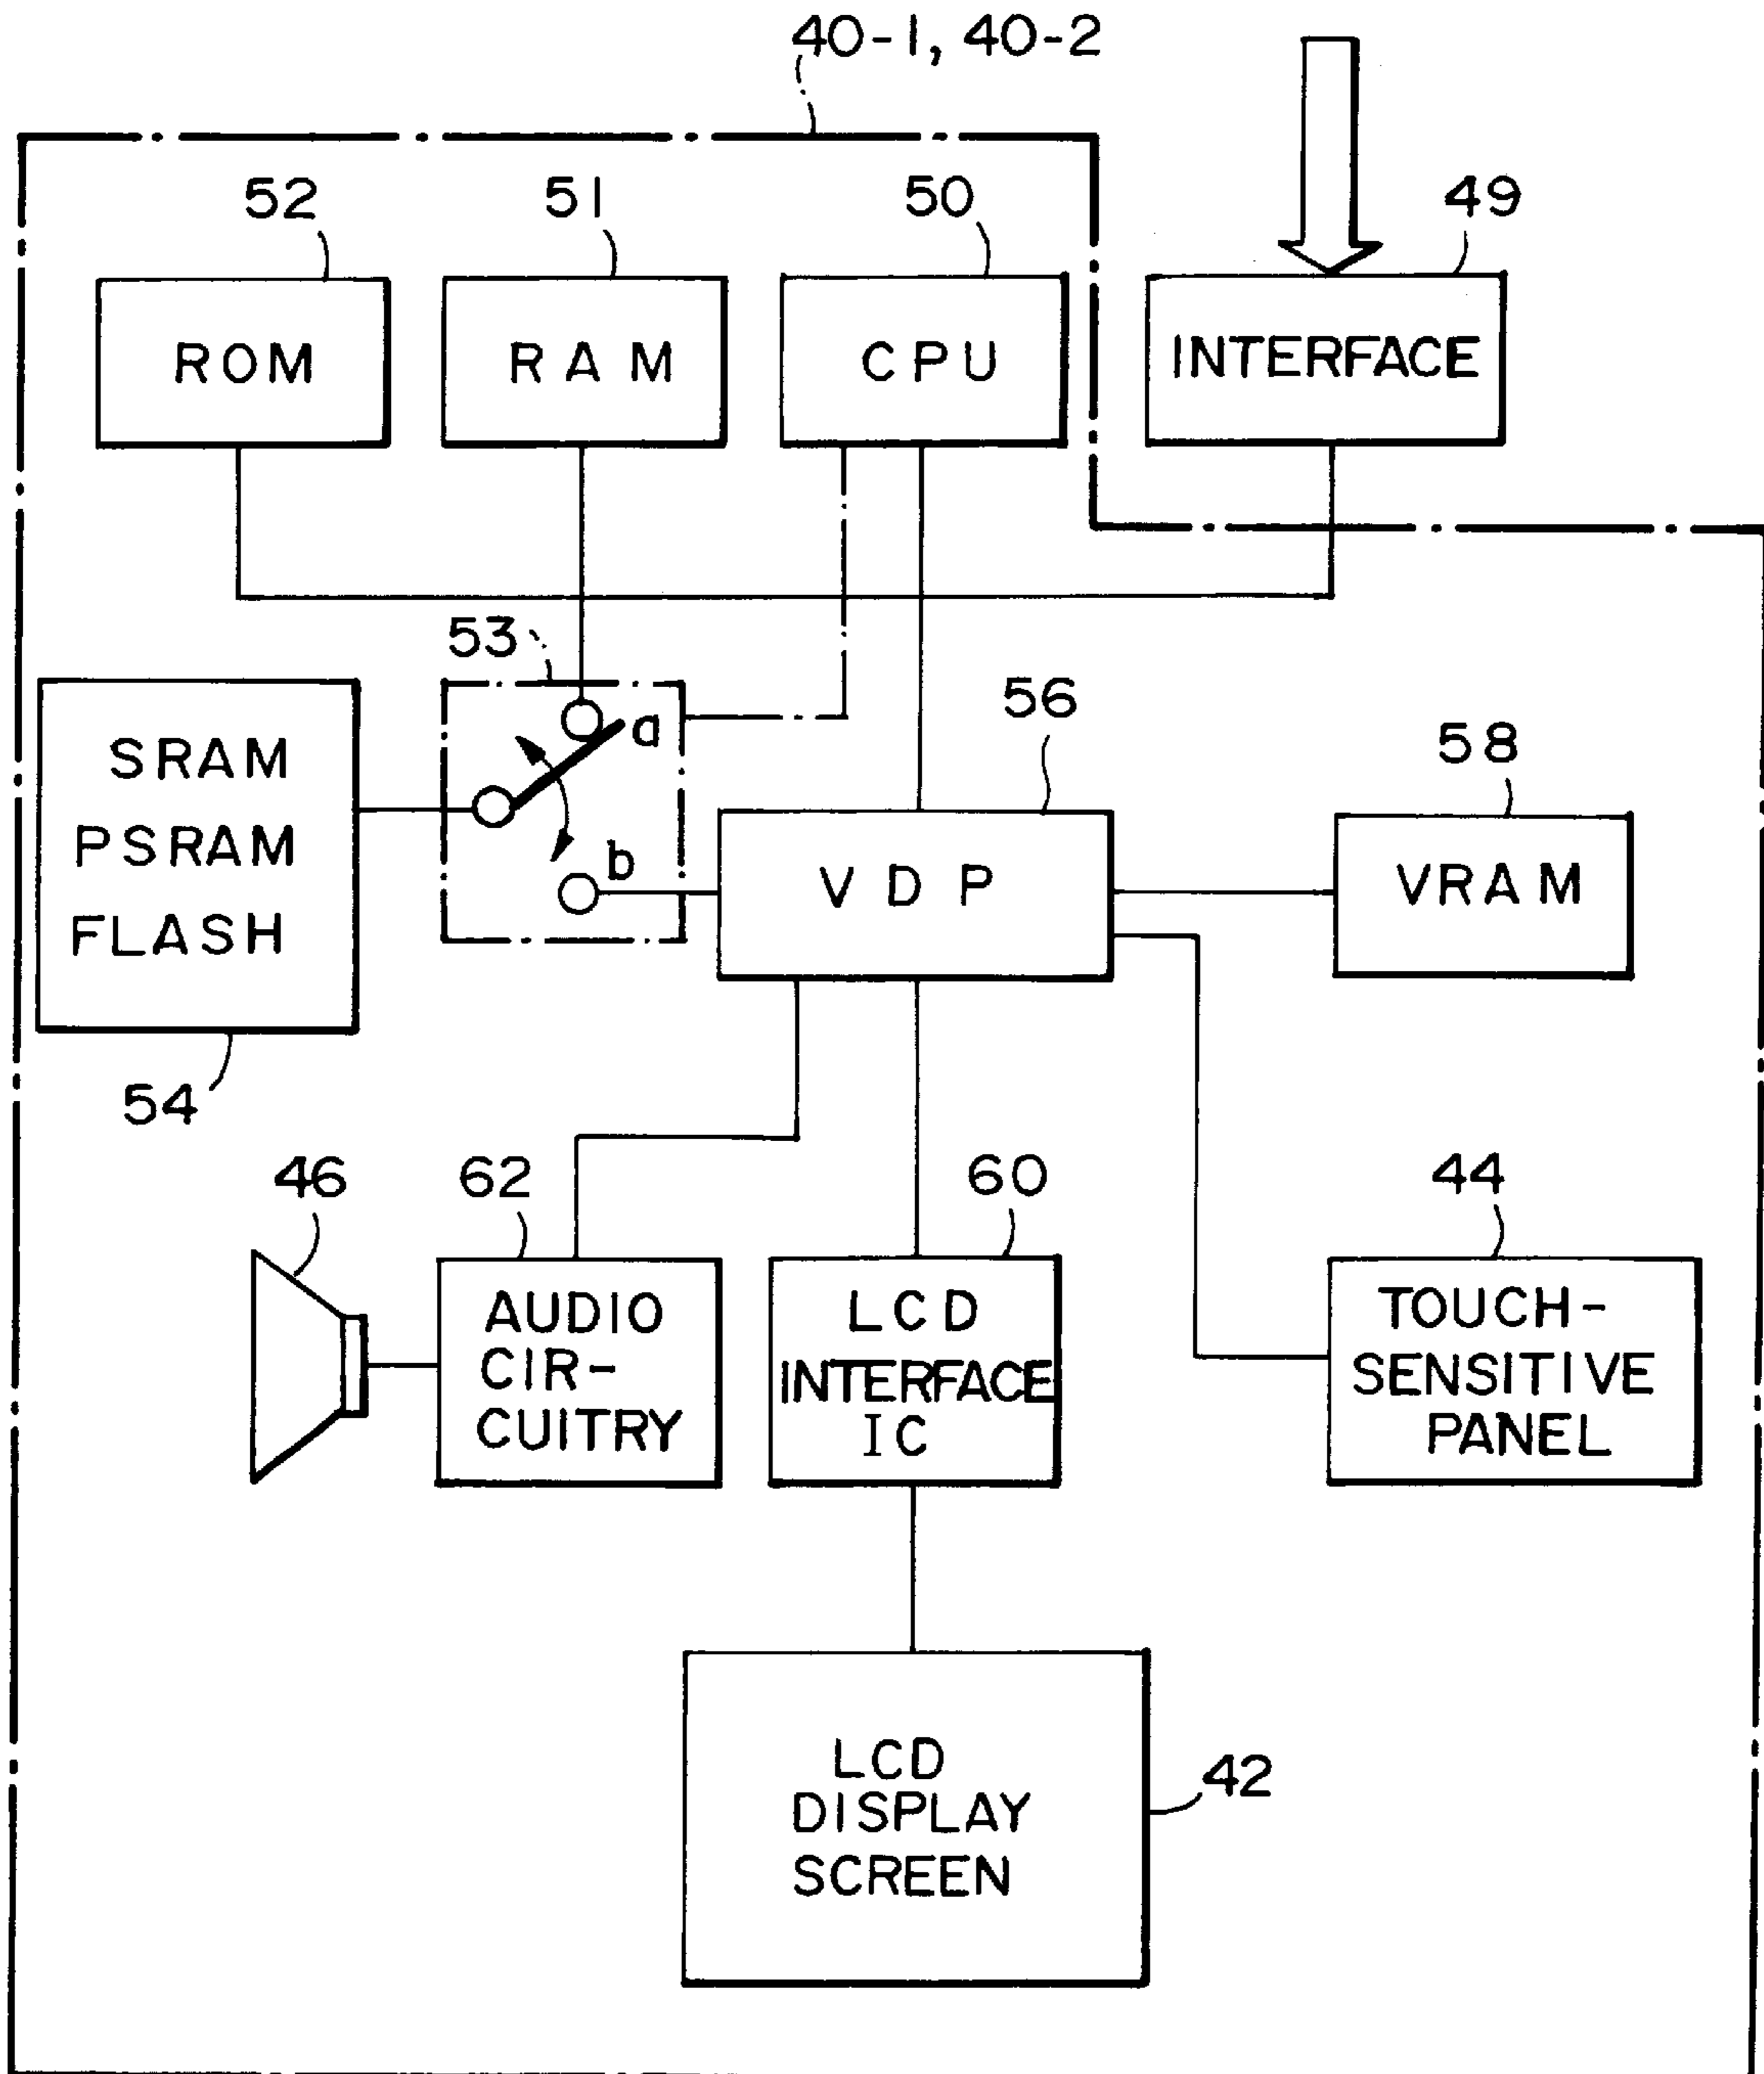 40-1, 40-2
52
51
50
49
ROM
RAM
CPU
INTERFACE
53
a
b
SRAM
PSRAM
FLASH
54
56
VDP
58
VRAM
46
62
AUDIO
CIR-
CUITRY
60
LCD
INTERFACE
IC
44
TOUCH-
SENSITIVE
PANEL
LCD
DISPLAY
SCREEN
42